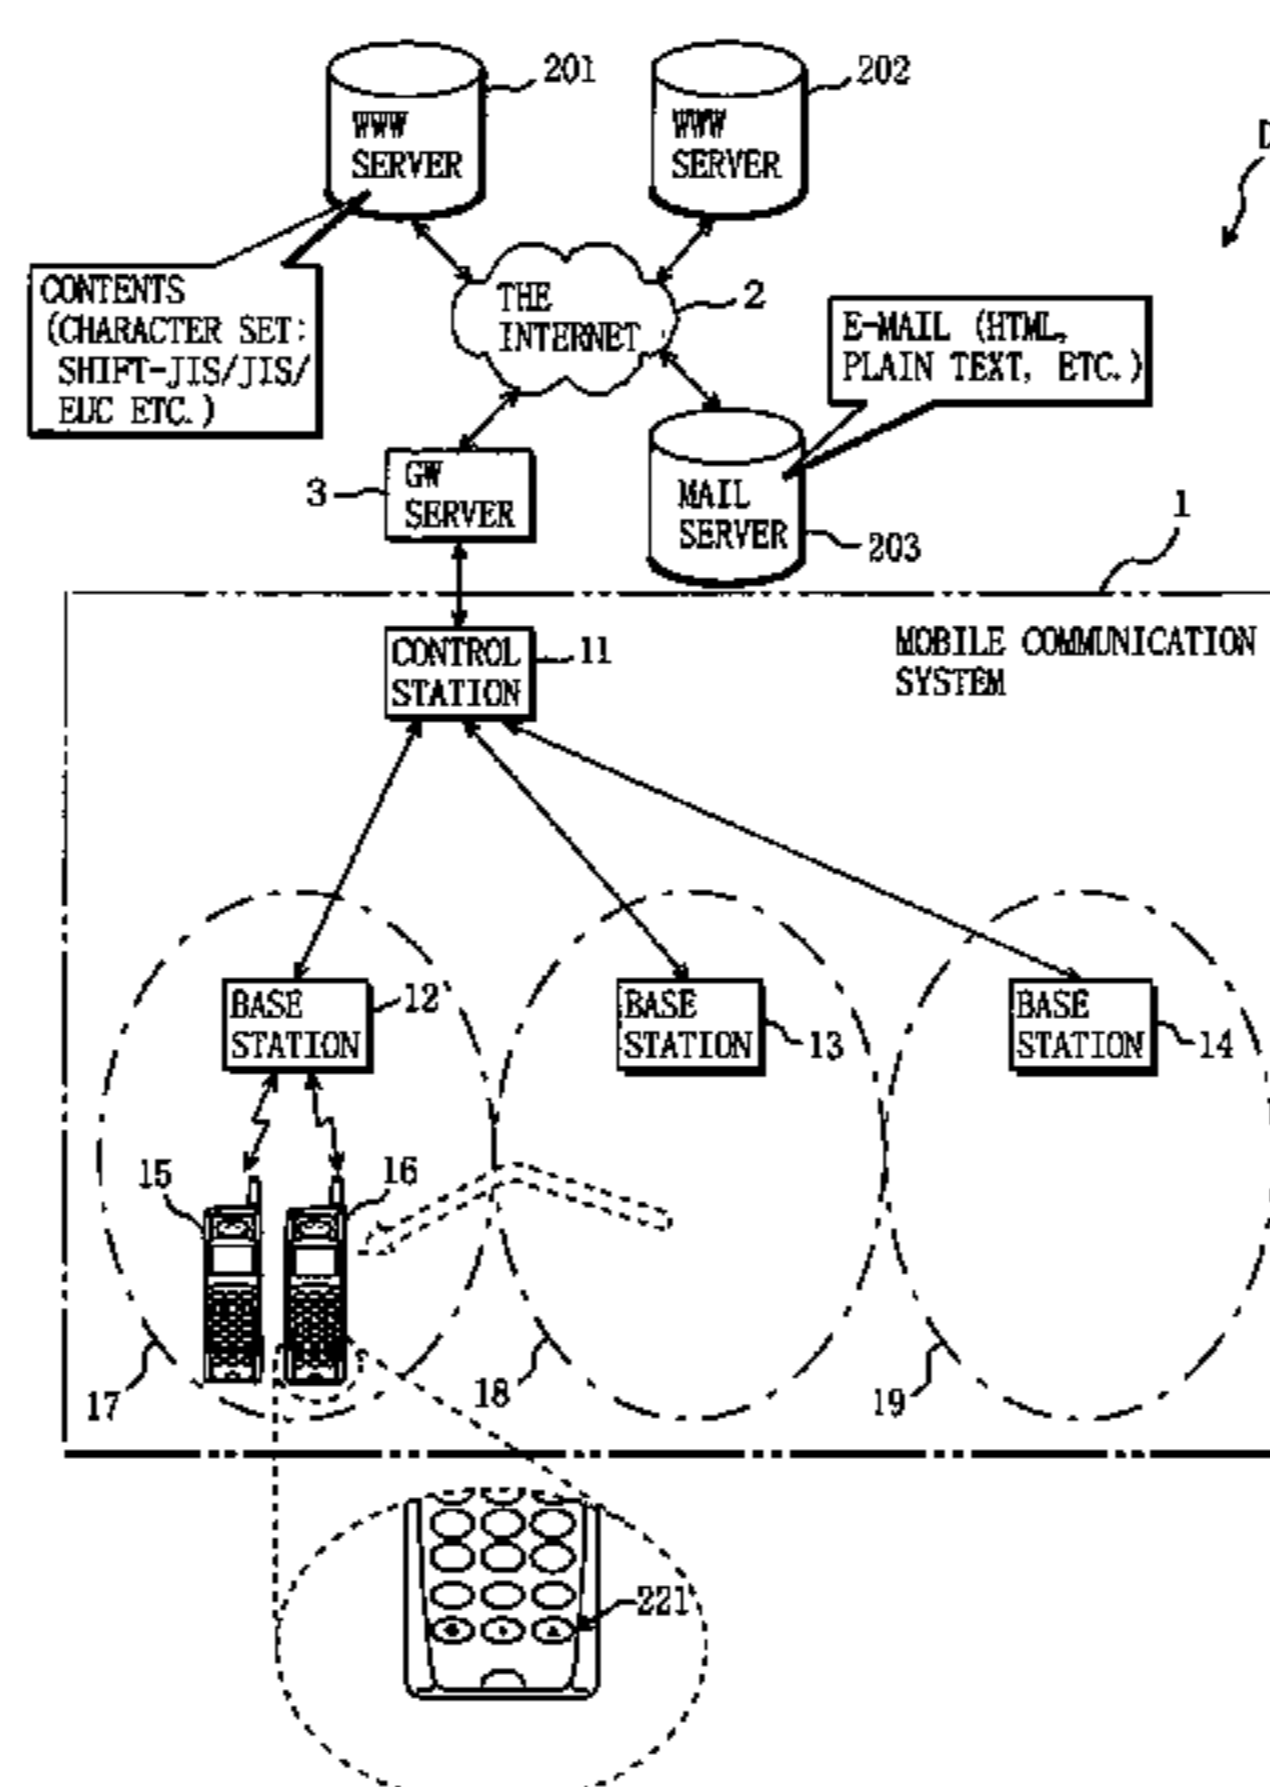 201
202
WWW
SERVER
WWW
SERVER
D
CONTENTS
(CHARACTER SET:
SHIFT-JIS/JIS/
EUC ETC.)
THE
INTERNET
2
E-MAIL (HTML,
PLAIN TEXT, ETC.)
3
GW
SERVER
MAIL
SERVER
203
1
CONTROL
STATION
11
MOBILE COMMUNICATION
SYSTEM
BASE
STATION
12
BASE
STATION
13
BASE
STATION
14
15
16
17
18
19
221